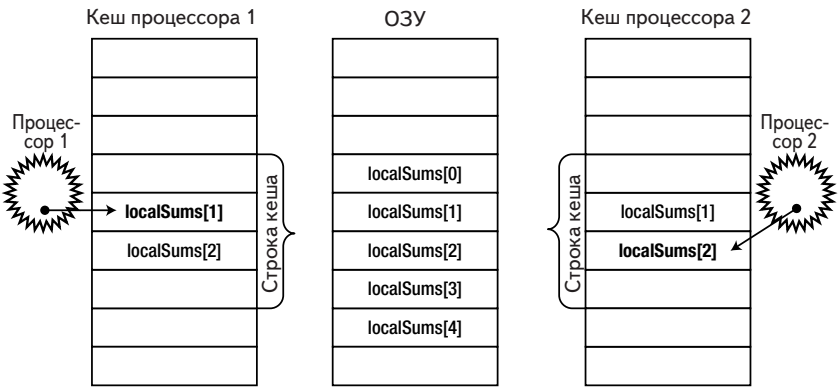 Кеш процессора 1
ОЗУ
Кеш процессора 2
Процес-
сор 1
localSums[1]
localSums[2]
Строка кеша
localSums[0]
localSums[1]
localSums[2]
localSums[3]
localSums[4]
Строка кеша
localSums[1]
localSums[2]
Процес-
сор 2